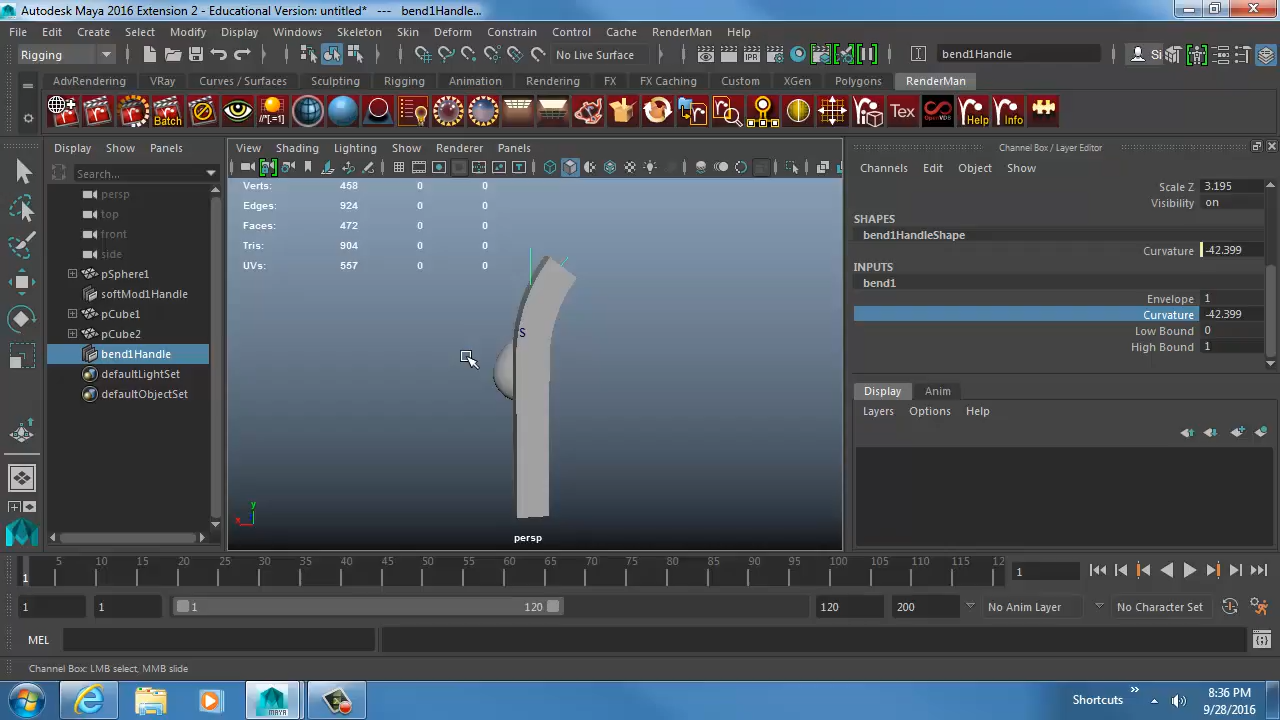 Autodesk Maya 2016 Extension 2 - Educational Version: untitled* --- bend1Handle...
File Edit Create Select Modify Display Windows Skeleton Skin Deform Constrain Control Cache RenderMan Help
Rigging No Live Surface bend1Handle Si
AdvRendering VRay Curves / Surfaces Sculpting Rigging Animation Rendering FX FX Caching Custom XGen Polygons RenderMan
IPR
//*[.=] Batch Tex OpenVDB Help Info
Display Show Panels
View Shading Lighting Show Renderer Panels
Channel Box / Layer Editor
Channels Edit Object Show
Search...
persp
top
front
side
pSphere1
softMod1Handle
pCube1
pCube2
bend1Handle
defaultLightSet
defaultObjectSet
Verts: 458 0 0
Edges: 924 0 0
Faces: 472 0 0
Tris: 904 0 0
UVs: 557 0 0
S
y
x
persp
Scale Z 3.195
Visibility on
SHAPES
bend1HandleShape
Curvature -42.399
INPUTS
bend1
Envelope 1
Curvature -42.399
Low Bound 0
High Bound 1
Display Anim
Layers Options Help
1 5 10 15 20 25 30 35 40 45 50 55 60 65 70 75 80 85 90 95 100 105 110 115 12
1
1 1 1 120 120 200 No Anim Layer No Character Set
MEL
Channel Box: LMB select, MMB slide
MAYA
Shortcuts »
8:36 PM
9/28/2016